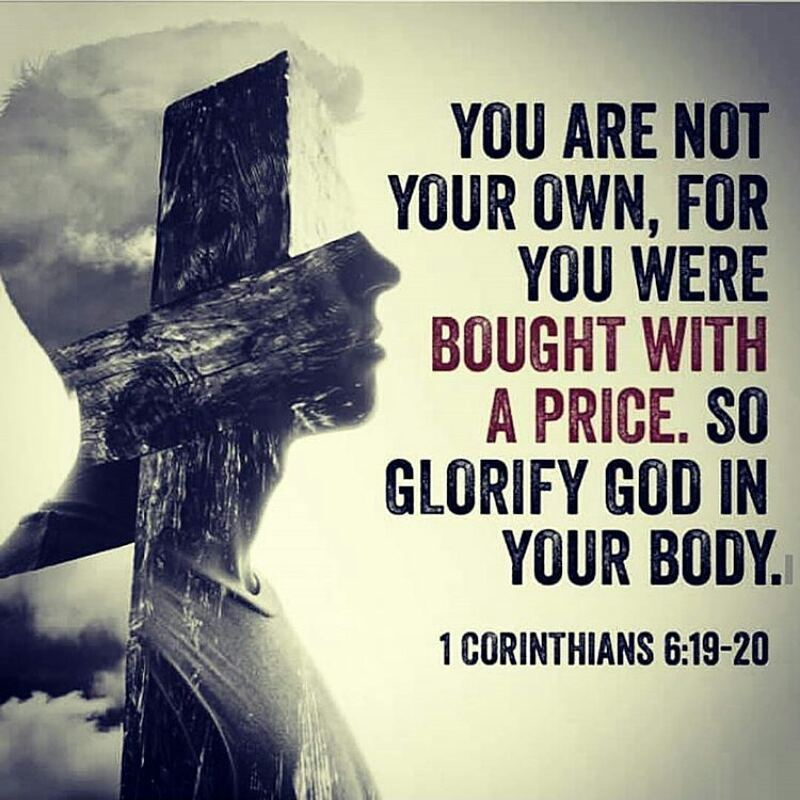 YOU ARE NOT
YOUR OWN, FOR
YOU WERE
BOUGHT WITH
A PRICE. SO
GLORIFY GOD IN
YOUR BODY.
1 CORINTHIANS 6:19-20